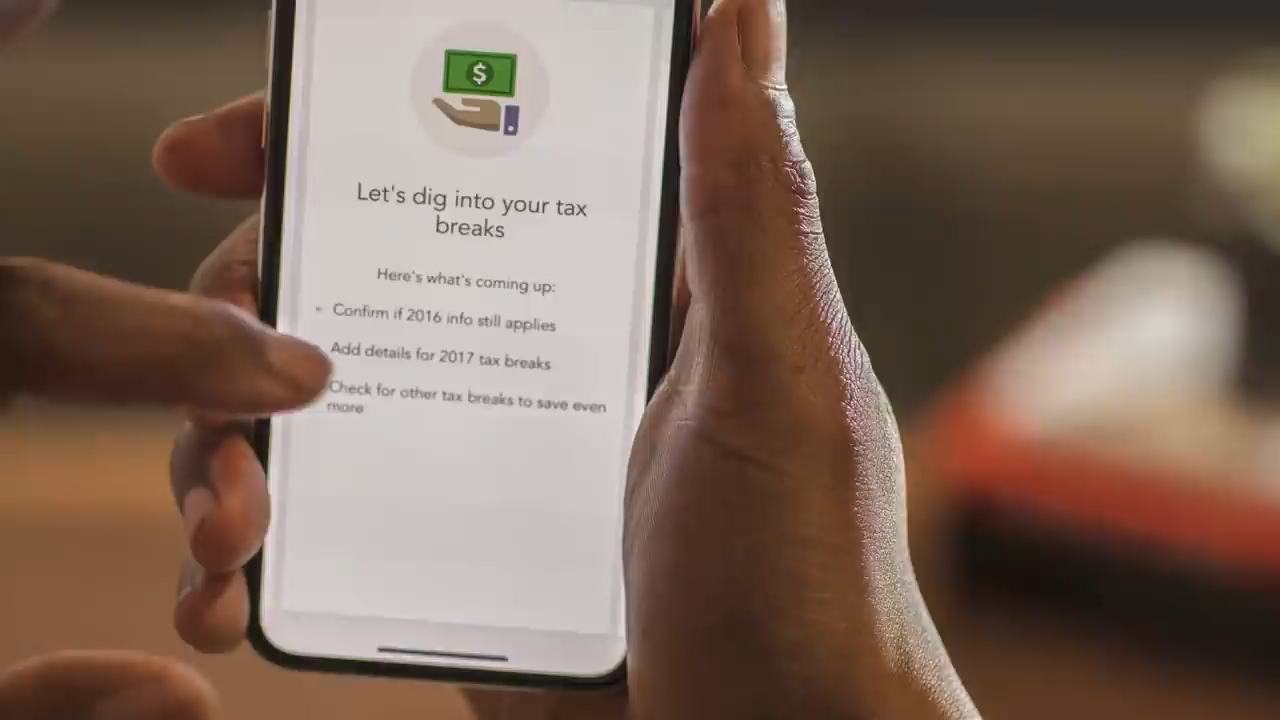 $
Let's dig into your tax
breaks
Here's what's coming up:
Confirm if 2016 info still applies
Add details for 2017 tax breaks
Check for other tax breaks to save even
more